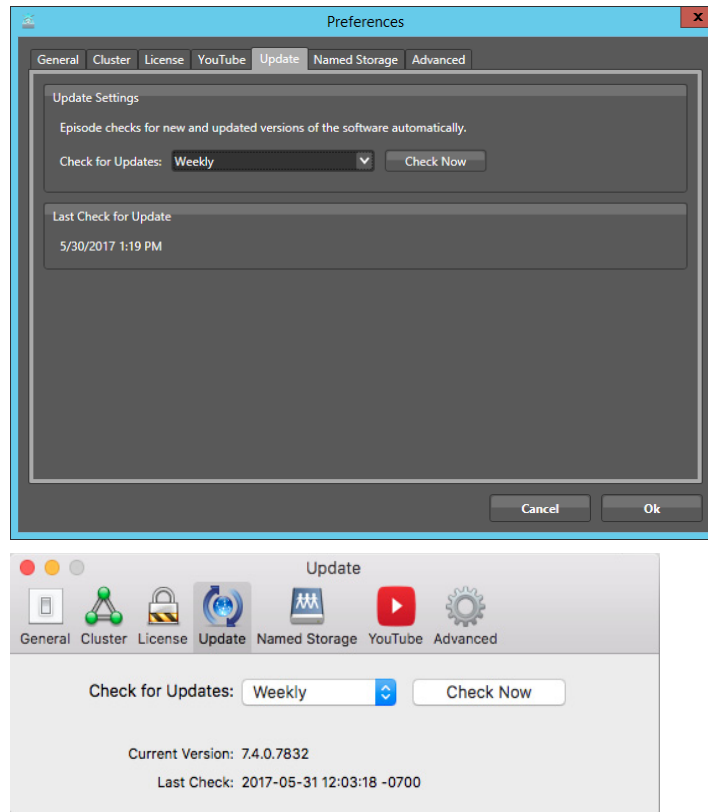 Preferences
x
General Cluster License YouTube Update Named Storage Advanced
Update Settings
Episode checks for new and updated versions of the software automatically.
Check for Updates: Weekly Check Now
Last Check for Update
5/30/2017 1:19 PM
Cancel Ok
Update
General Cluster License Update Named Storage YouTube Advanced
Check for Updates: Weekly Check Now
Current Version: 7.4.0.7832
Last Check: 2017-05-31 12:03:18 -0700